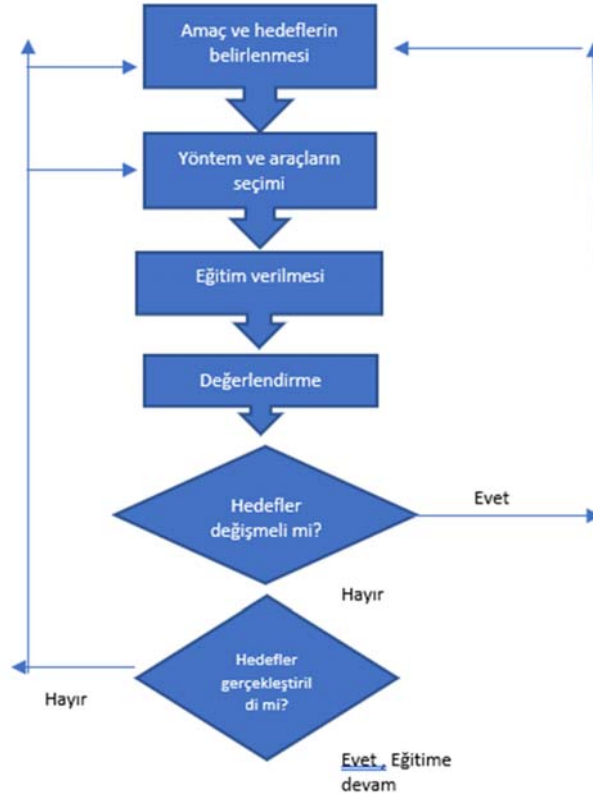 Amaç ve hedeflerin
belirlenmesi
Yöntem ve araçların
seçimi
Eğitim verilmesi
Değerlendirme
Hedefler
değişmeli mi?
Evet
Hayır
Hedefler
gerçekleştiril
di mi?
Hayır
Evet , Eğitime
devam